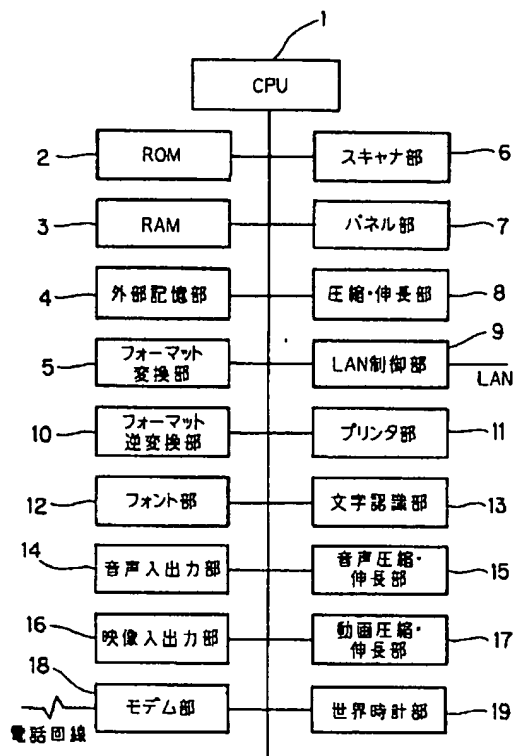 1
CPU
2 ROM スキャナ部 6
3 RAM パネル部 7
4 外部記憶部 圧縮・伸長部 8
5 フォーマット
変換部 LAN制御部 9
LAN
10 フォーマット
逆変換部 プリンタ部 11
12 フォント部 文字認識部 13
14 音声入出力部 音声圧縮・
伸長部 15
16 映像入出力部 動画圧縮・
伸長部 17
18 モデム部 世界時計部 19
電話回線